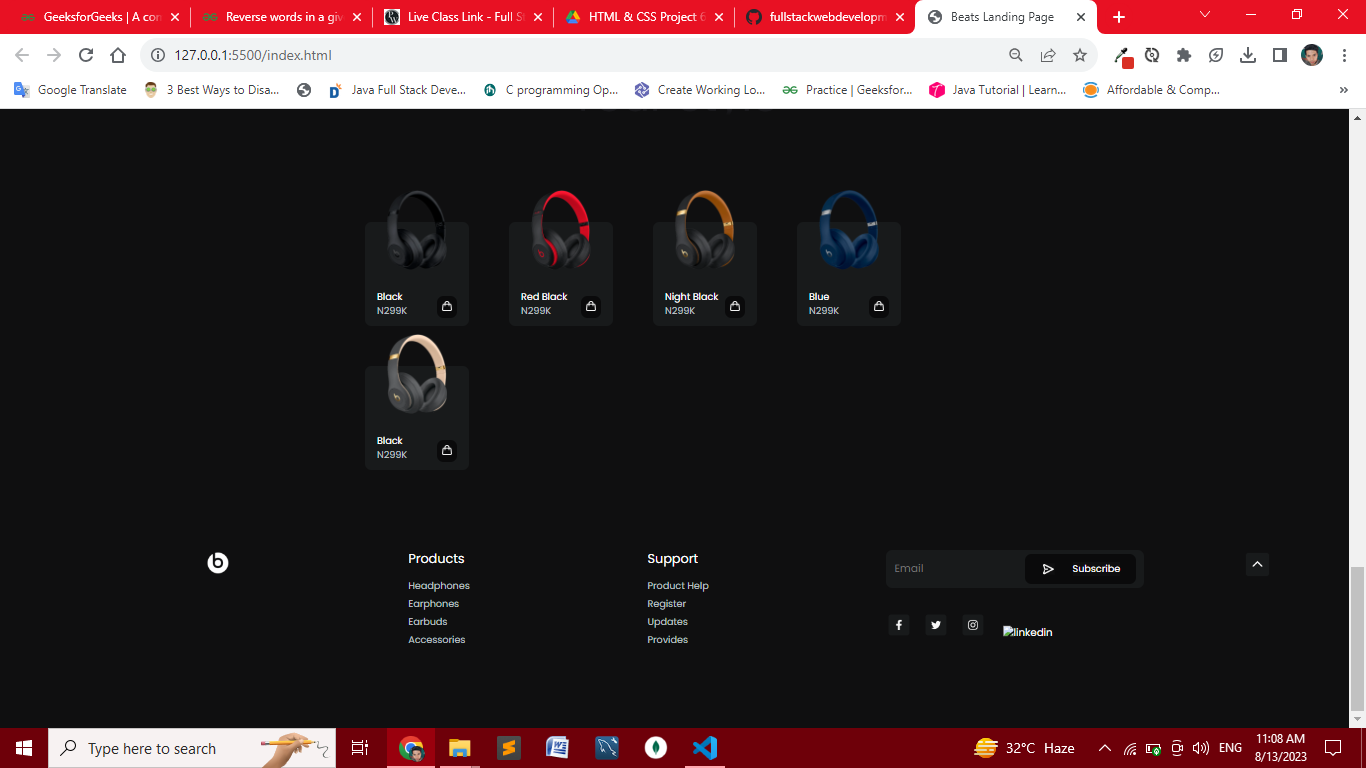 GeeksforGeeks | A con
Reverse words in a giv
Live Class Link - Full S
HTML & CSS Project 6
fullstackwebdevelopm
Beats Landing Page
127.0.0.1:5500/index.html
Google Translate
3 Best Ways to Disa...
Java Full Stack Deve...
C programming Op...
Create Working Lo...
Practice | Geeksfor...
Java Tutorial | Learn...
Affordable & Comp...
»
Black
N299K
Red Black
N299K
Night Black
N299K
Blue
N299K
Black
N299K
Products
Headphones
Earphones
Earbuds
Accessories
Support
Product Help
Register
Updates
Provides
Email
Subscribe
linkedin
Type here to search
32°C Haze
ENG
11:08 AM
8/13/2023